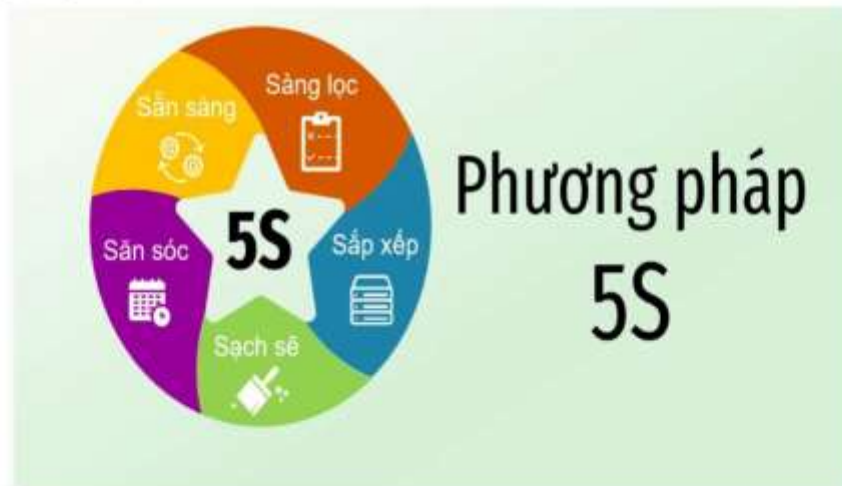 Sàng lọc
Sắp xếp
Sạch sẽ
Săn sóc
Sẵn sàng
5S
Phương pháp
5S